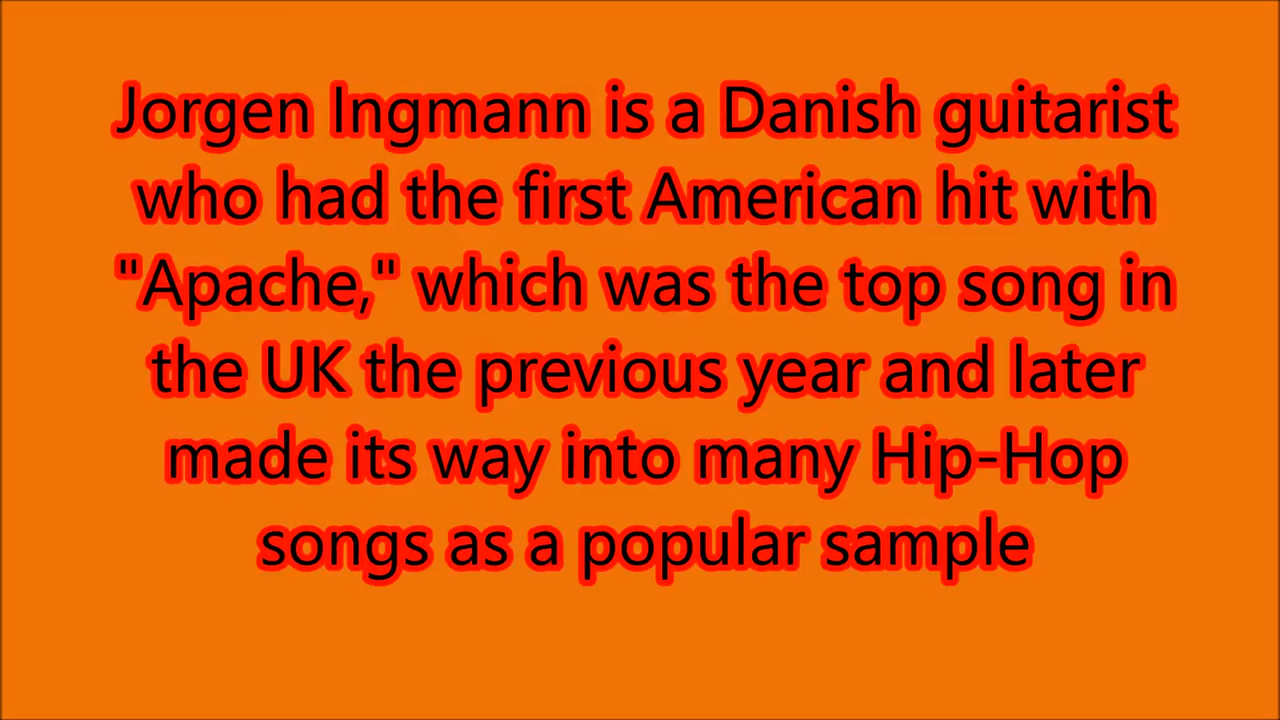 Jorgen Ingmann is a Danish guitarist
who had the first American hit with
"Apache," which was the top song in
the UK the previous year and later
made its way into many Hip-Hop
songs as a popular sample